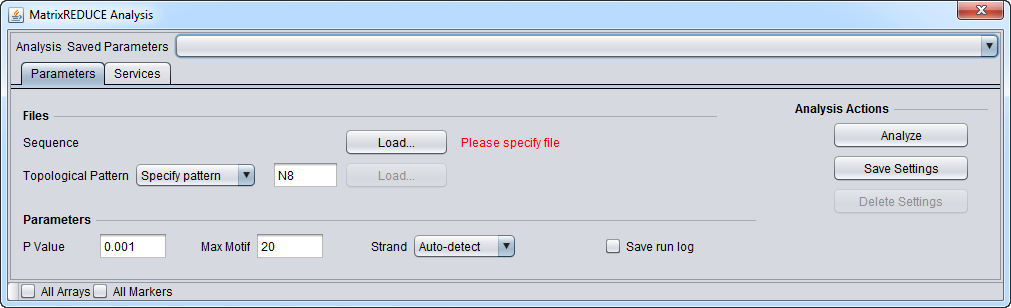 MatrixREDUCE Analysis
Analysis Saved Parameters
Parameters Services
Files
Analysis Actions
Sequence Load... Please specify file
Analyze
Topological Pattern Specify pattern N8 Load...
Save Settings
Delete Settings
Parameters
P Value 0.001 Max Motif 20 Strand Auto-detect Save run log
All Arrays All Markers